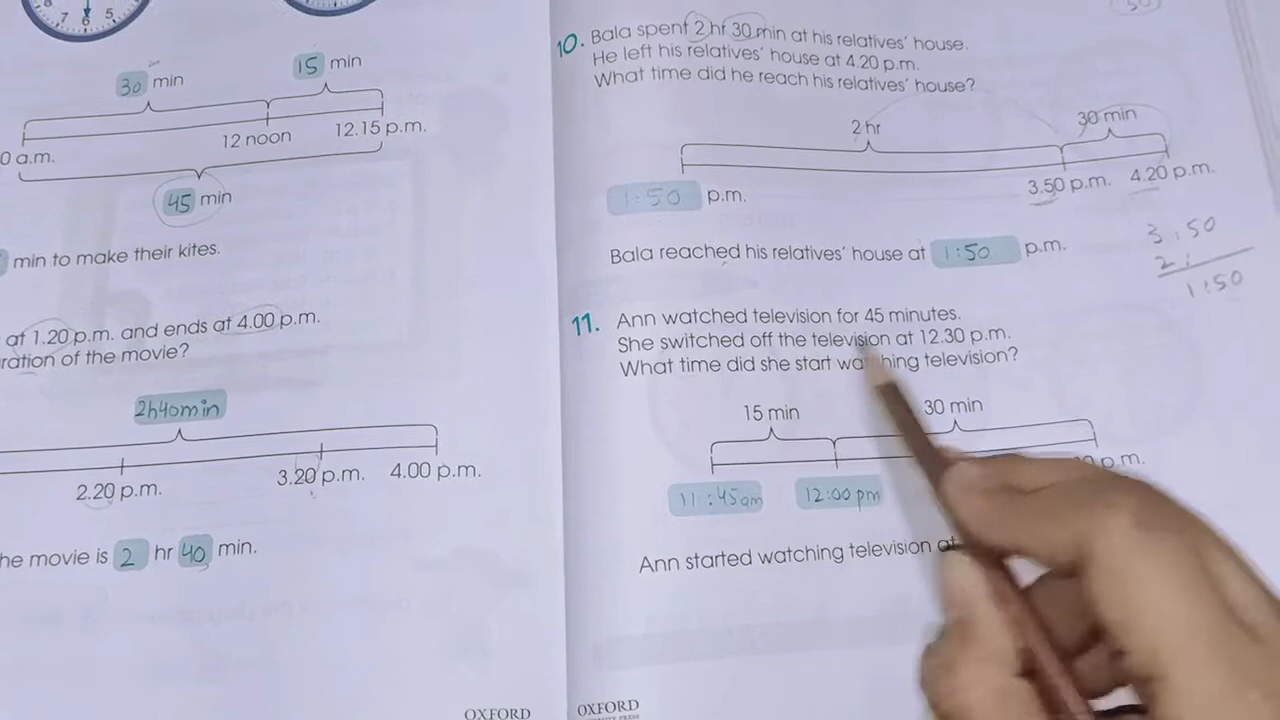 7 6 5
30 min
15 min
0 a.m.
12 noon
12.15 p.m.
45 min
min to make their kites.
at 1.20 p.m. and ends at 4.00 p.m.
ration of the movie?
2h40min
2.20 p.m.
3.20 p.m.
4.00 p.m.
he movie is 2 hr 40 min.
OXFORD
10. Bala spent 2 hr 30 min at his relatives' house.
He left his relatives' house at 4.20 p.m.
What time did he reach his relatives' house?
2 hr
30 min
1:50 p.m.
3.50 p.m.
4.20 p.m.
Bala reached his relatives' house at 1:50 p.m.
3:50
2:
1:50
11. Ann watched television for 45 minutes.
She switched off the television at 12.30 p.m.
What time did she start watching television?
15 min
30 min
11:45am
12:00pm
p.m.
Ann started watching television at
OXFORD